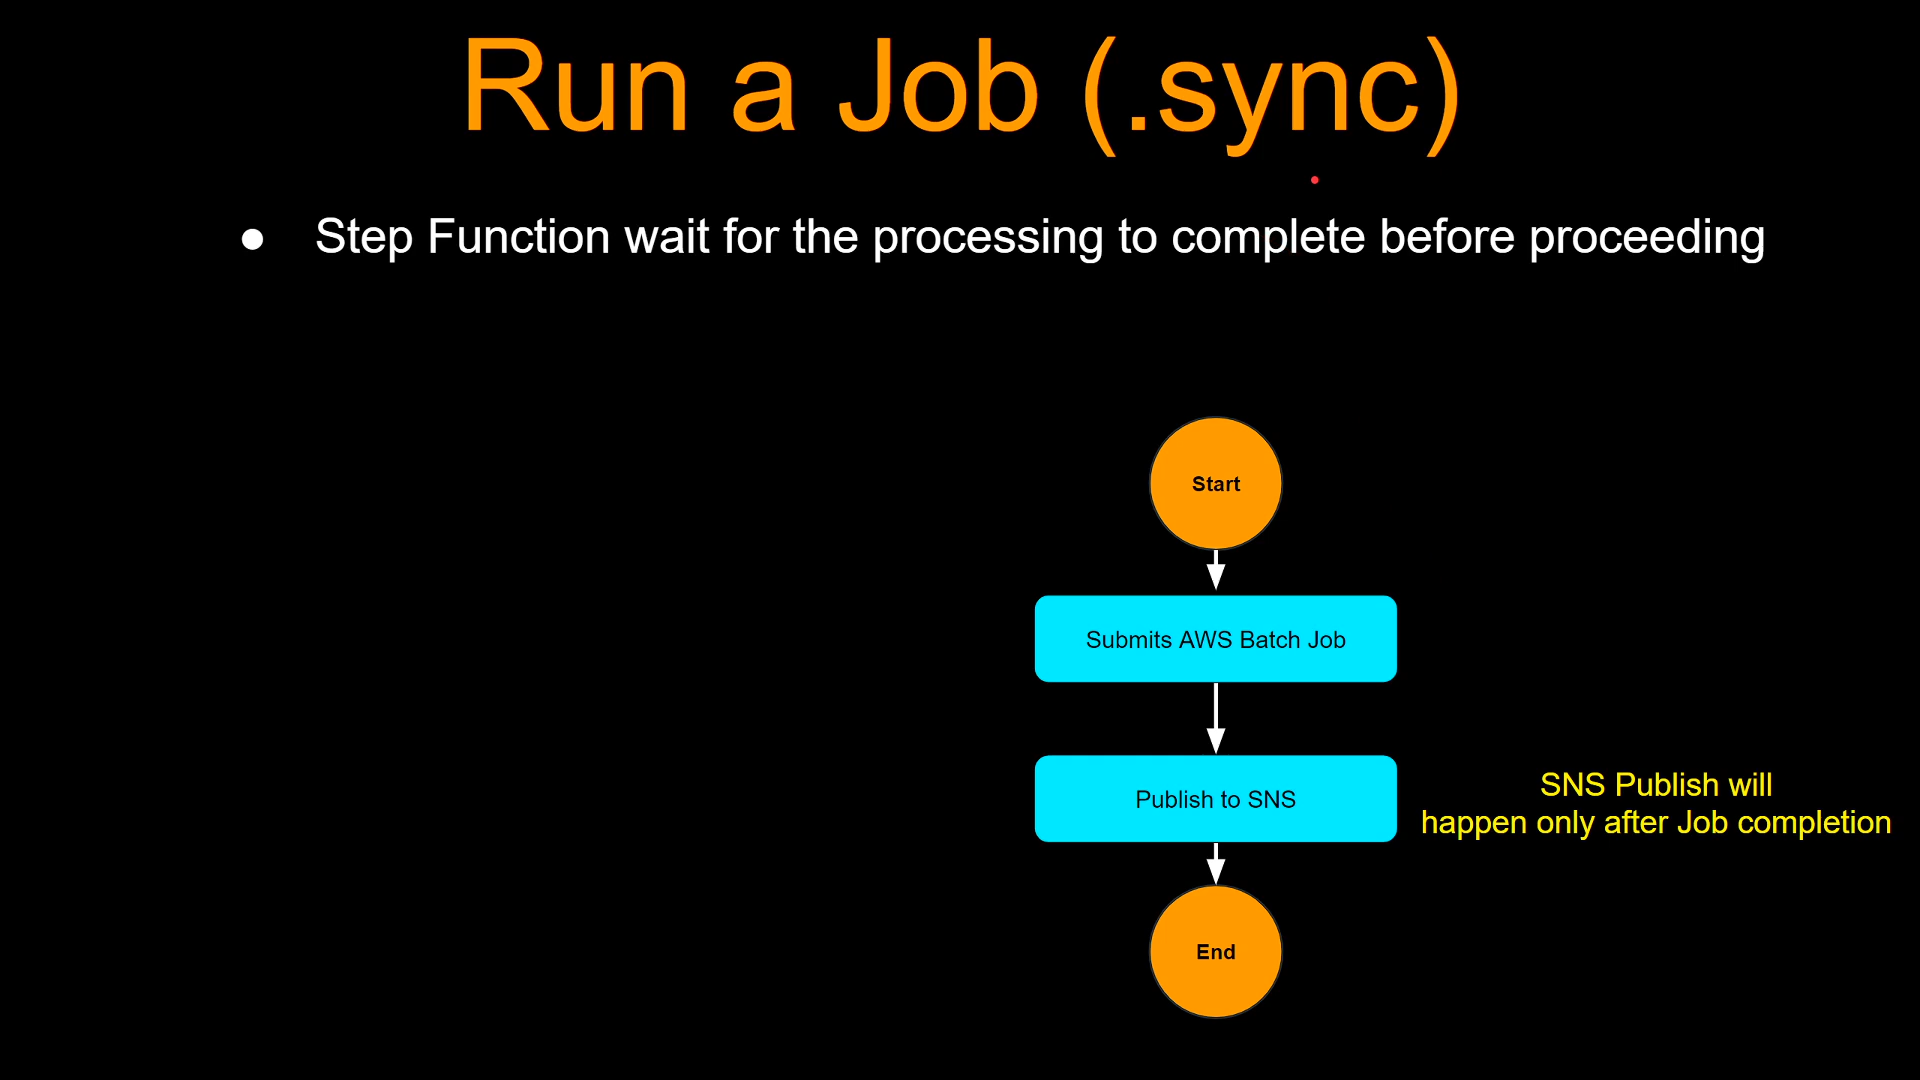 Run a Job (.sync)
● Step Function wait for the processing to complete before proceeding
Start
Submits AWS Batch Job
Publish to SNS
SNS Publish will
happen only after Job completion
End